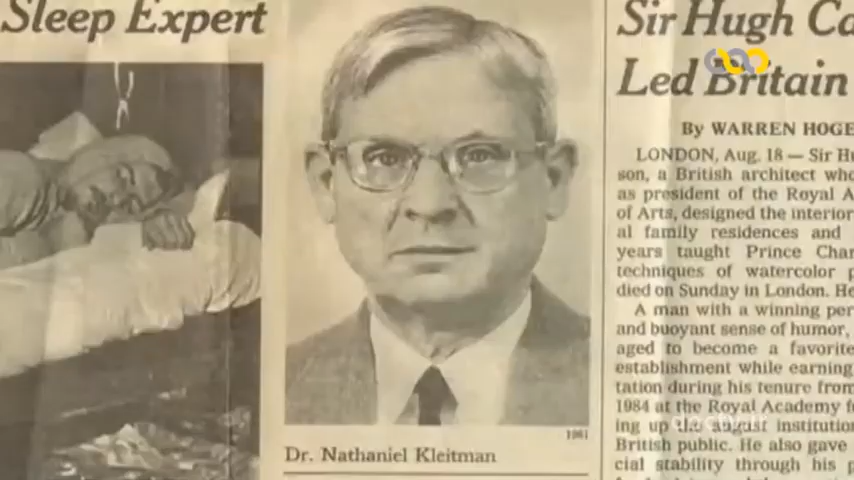 Sleep Expert
1961
Dr. Nathaniel Kleitman
Sir Hugh Ca
Led Britain
By WARREN HOGE
LONDON, Aug. 18 — Sir Hu
son, a British architect who
as president of the Royal A
of Arts, designed the interior
al family residences and
years taught Prince Char
techniques of watercolor p
died on Sunday in London. He
A man with a winning per
and buoyant sense of humor,
aged to become a favorite
establishment while earning
tation during his tenure from
1984 at the Royal Academy f
ing up the august institution
British public. He also gave
cial stability through his p